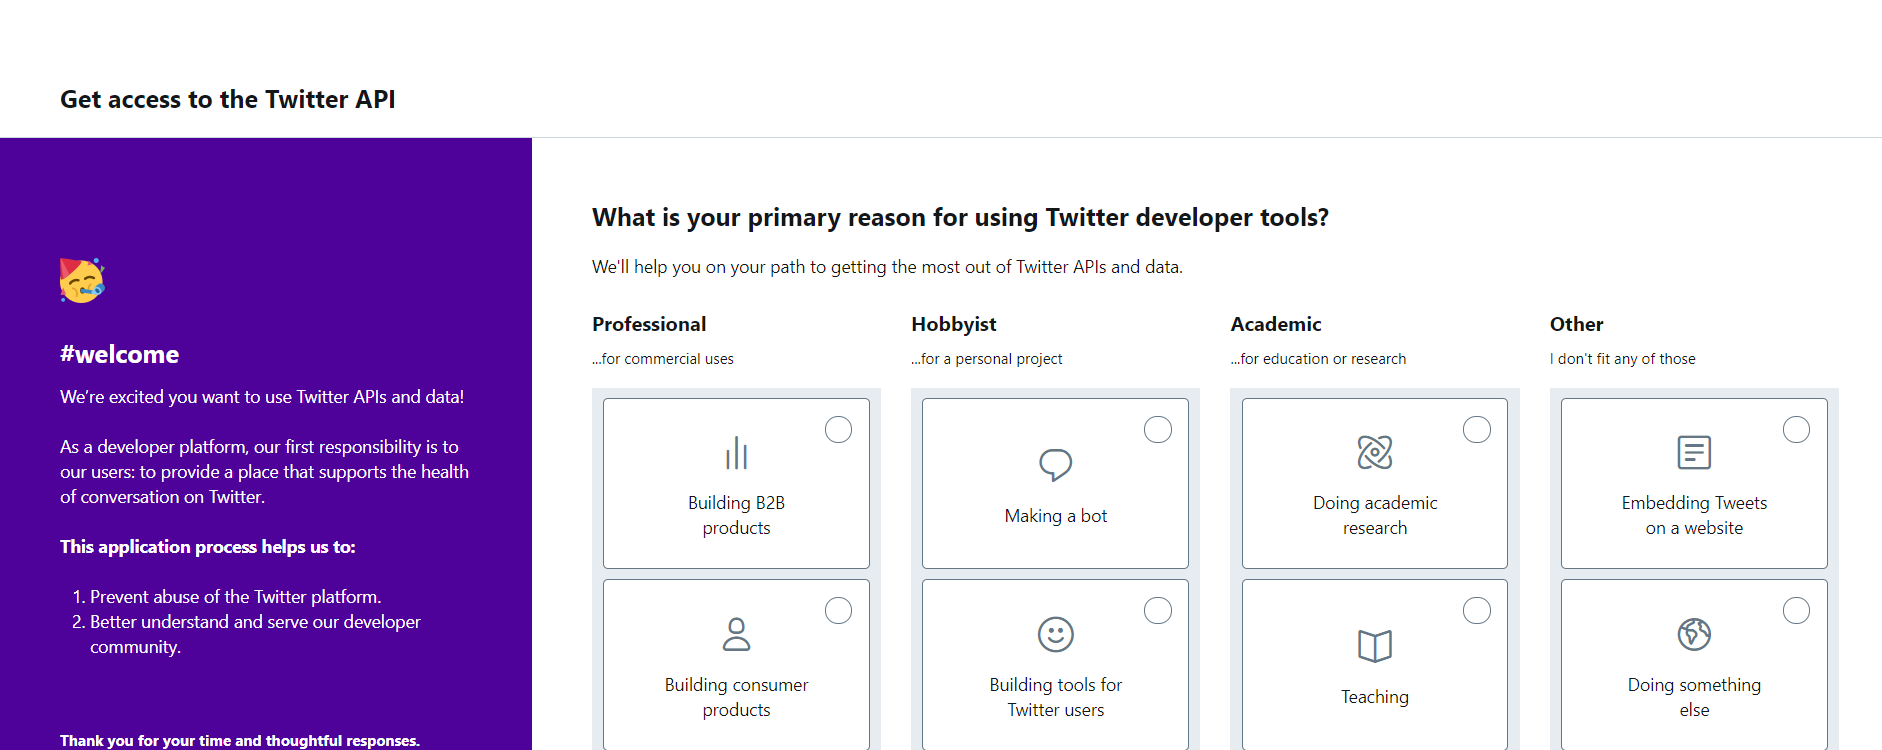 Get access to the Twitter API
#welcome
We're excited you want to use Twitter APIs and data!
As a developer platform, our first responsibility is to
our users: to provide a place that supports the health
of conversation on Twitter.
This application process helps us to:
1. Prevent abuse of the Twitter platform.
2. Better understand and serve our developer
community.
Thank you for your time and thoughtful responses.
What is your primary reason for using Twitter developer tools?
We'll help you on your path to getting the most out of Twitter APIs and data.
Professional
...for commercial uses
Building B2B
products
Building consumer
products
Hobbyist
...for a personal project
Making a bot
Building tools for
Twitter users
Academic
...for education or research
Doing academic
research
Teaching
Other
I don't fit any of those
Embedding Tweets
on a website
Doing something
else